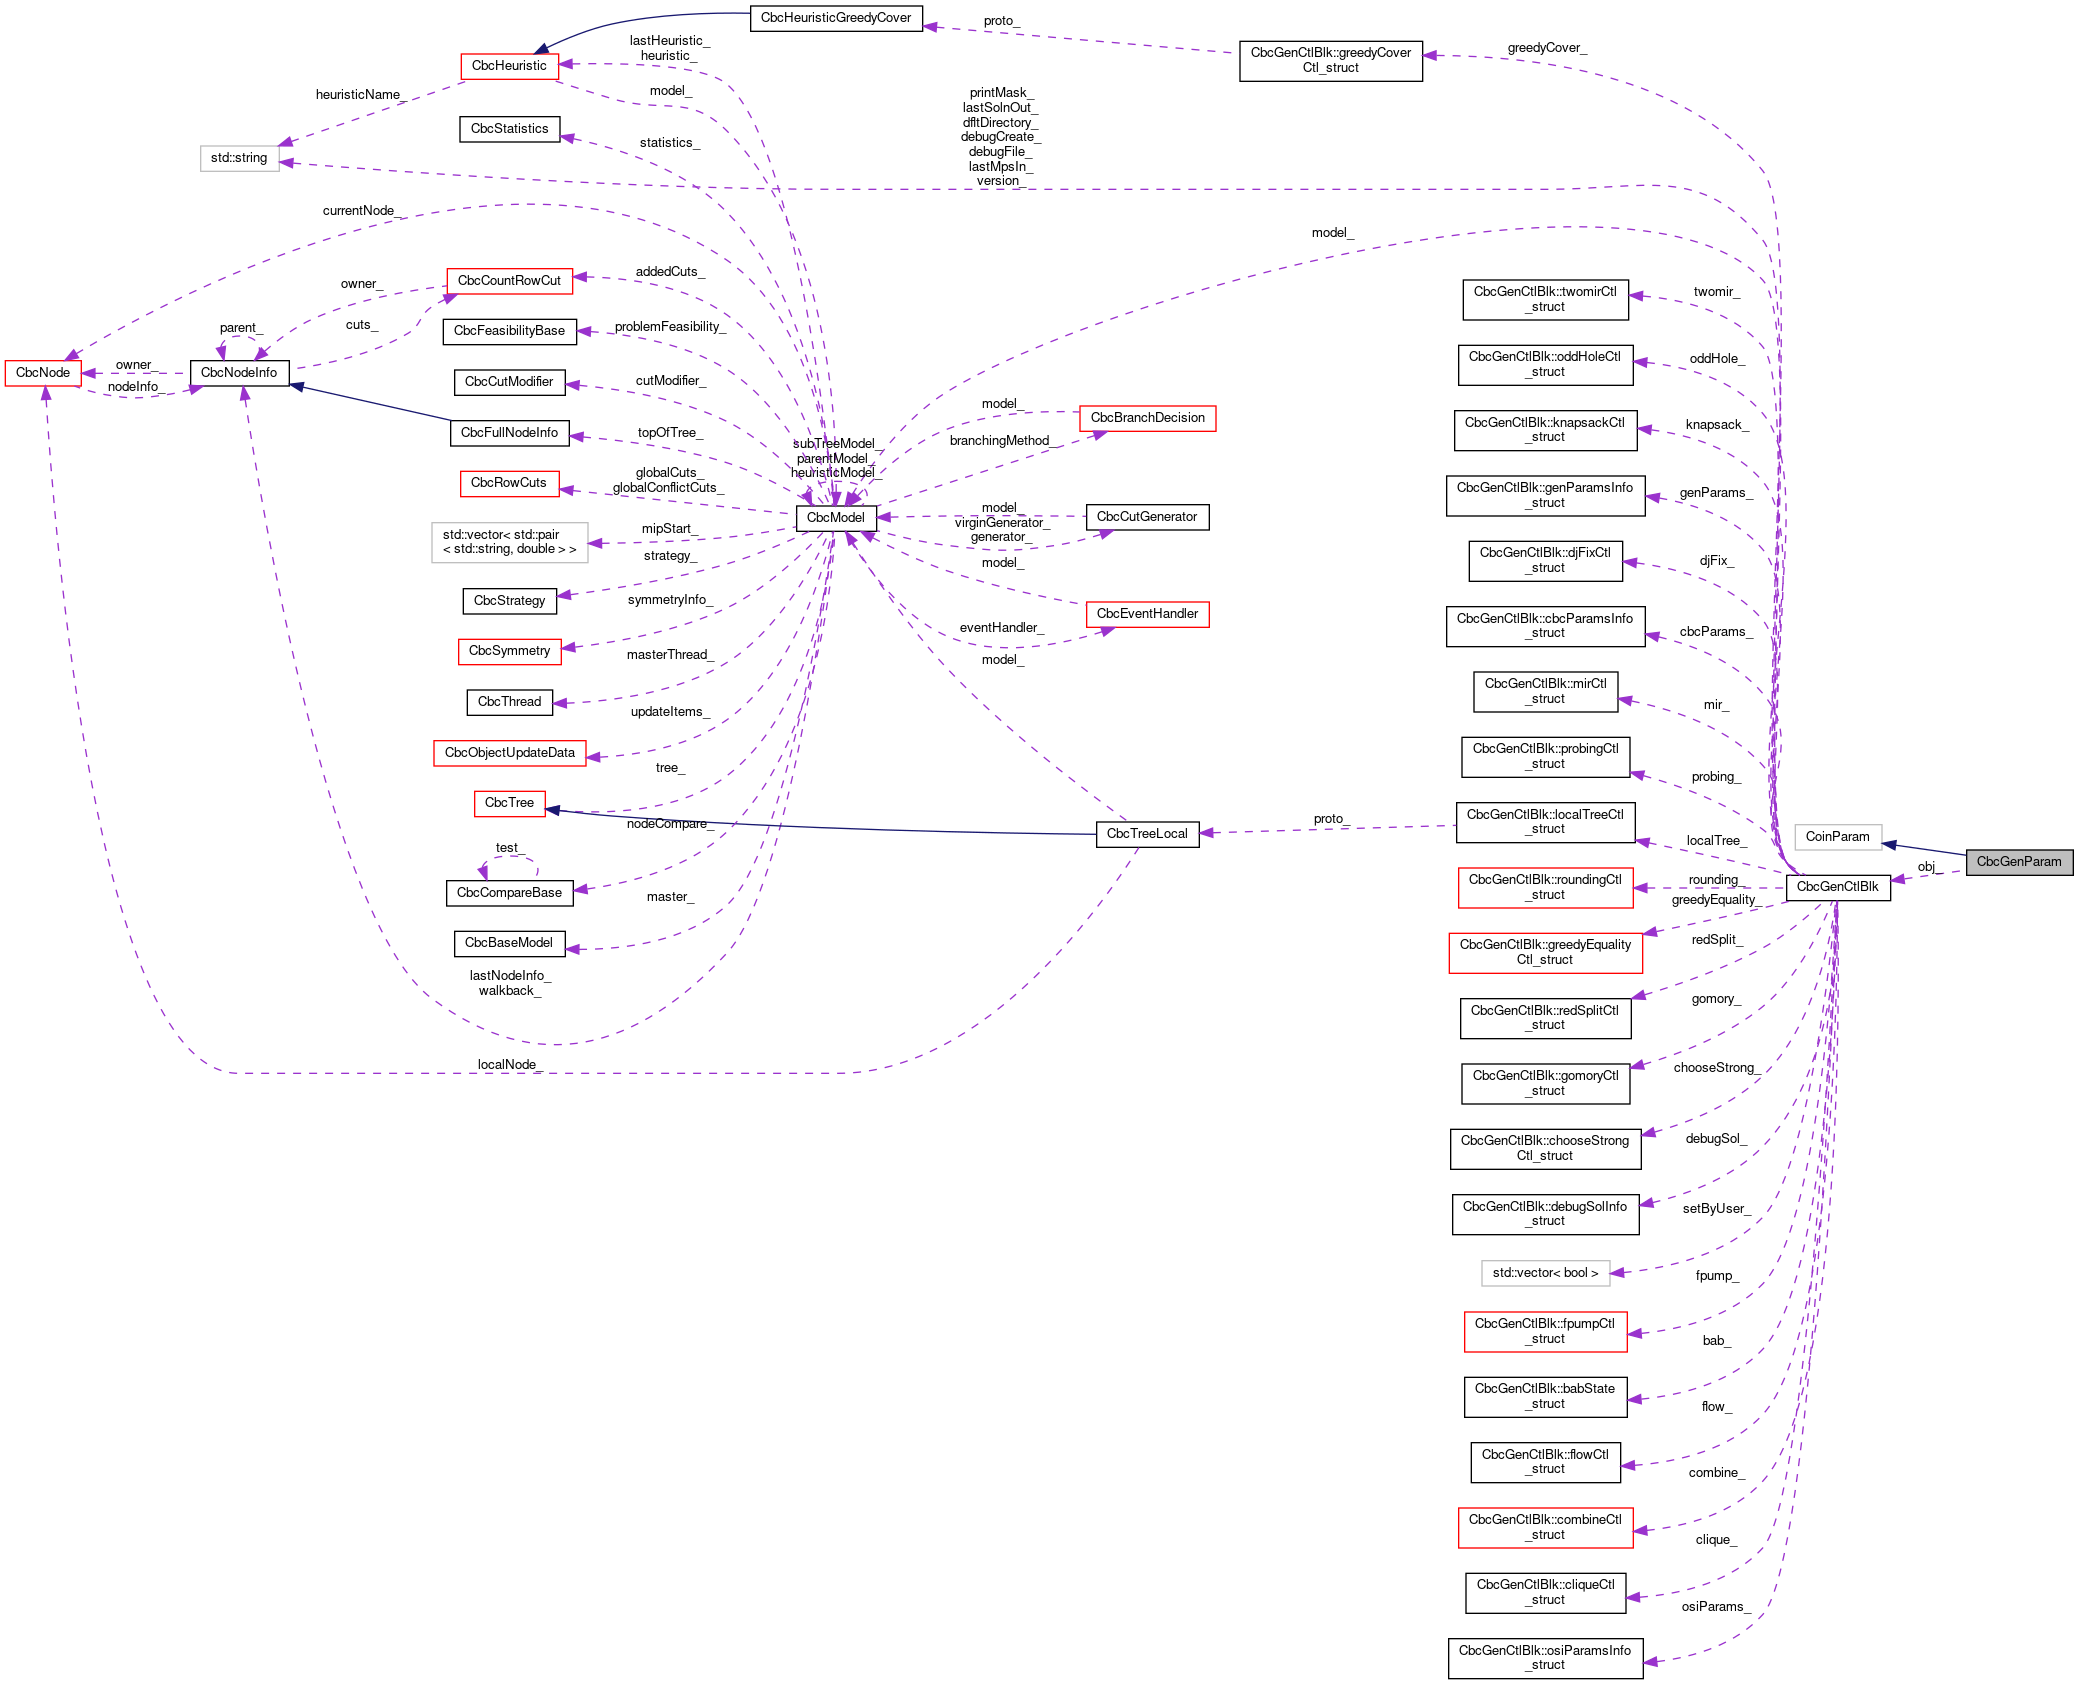 CbcHeuristicGreedyCover
proto_
lastHeuristic_
heuristic_
CbcHeuristic
CbcGenCtlBlk::greedyCover
Ctl_struct
greedyCover_
heuristicName_
model_
printMask_
lastSolnOut_
dfltDirectory_
debugCreate_
debugFile_
lastMpsIn_
version_
CbcStatistics
statistics_
std::string
currentNode_
model_
addedCuts_
CbcCountRowCut
owner_
cuts_
CbcGenCtlBlk::twomirCtl
_struct
twomir_
CbcFeasibilityBase
problemFeasibility_
parent_
CbcGenCtlBlk::oddHoleCtl
_struct
oddHole_
CbcNode
owner_
nodeInfo_
CbcNodeInfo
CbcCutModifier
cutModifier_
model_
CbcBranchDecision
branchingMethod_
CbcGenCtlBlk::knapsackCtl
_struct
knapsack_
CbcFullNodeInfo
topOfTree_
subTreeModel_
parentModel_
heuristicModel_
CbcRowCuts
globalCuts_
globalConflictCuts_
CbcGenCtlBlk::genParamsInfo
_struct
genParams_
CbcModel
model_
virginGenerator_
generator_
CbcCutGenerator
std::vector< std::pair
< std::string, double > >
mipStart_
strategy_
model_
CbcGenCtlBlk::djFixCtl
_struct
djFix_
CbcStrategy
symmetryInfo_
CbcEventHandler
eventHandler_
CbcGenCtlBlk::cbcParamsInfo
_struct
cbcParams_
CbcSymmetry
masterThread_
model_
CbcThread
updateItems_
CbcGenCtlBlk::mirCtl
_struct
mir_
CbcObjectUpdateData
tree_
CbcGenCtlBlk::probingCtl
_struct
probing_
CbcTree
nodeCompare_
CbcTreeLocal
proto_
CbcGenCtlBlk::localTreeCtl
_struct
localTree_
CoinParam
CbcGenParam
obj_
test_
CbcCompareBase
master_
CbcGenCtlBlk::roundingCtl
_struct
rounding_
CbcGenCtlBlk
greedyEquality_
CbcBaseModel
CbcGenCtlBlk::greedyEquality
Ctl_struct
redSplit_
lastNodeInfo_
walkback_
CbcGenCtlBlk::redSplitCtl
_struct
gomory_
localNode_
CbcGenCtlBlk::gomoryCtl
_struct
chooseStrong_
CbcGenCtlBlk::chooseStrong
Ctl_struct
debugSol_
CbcGenCtlBlk::debugSolInfo
_struct
setByUser_
std::vector< bool >
fpump_
CbcGenCtlBlk::fpumpCtl
_struct
bab_
CbcGenCtlBlk::babState
_struct
flow_
CbcGenCtlBlk::flowCtl
_struct
combine_
CbcGenCtlBlk::combineCtl
_struct
clique_
CbcGenCtlBlk::cliqueCtl
_struct
osiParams_
CbcGenCtlBlk::osiParamsInfo
_struct